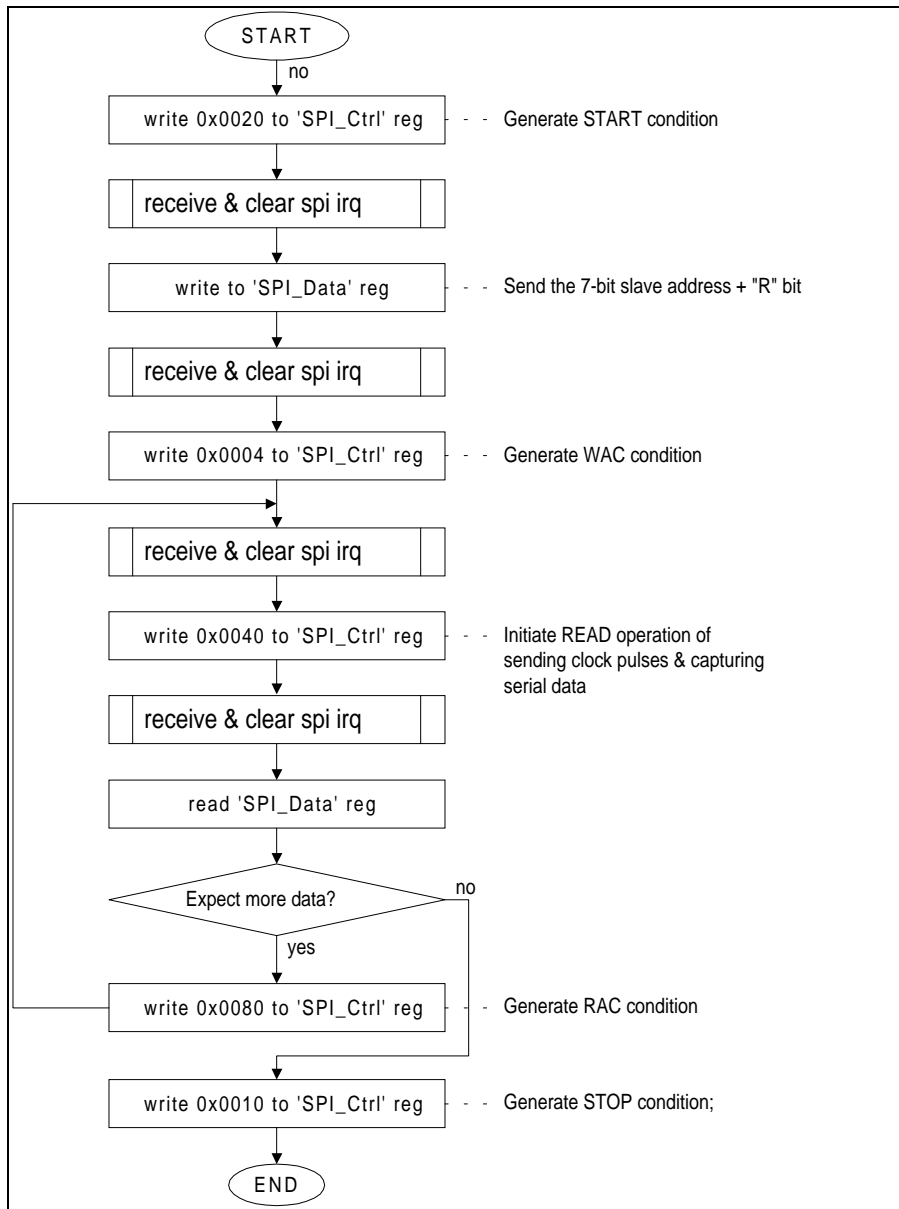 START
no
write 0x0020 to 'SPI_Ctrl' reg - - - Generate START condition
receive & clear spi irq
write to 'SPI_Data' reg - - - Send the 7-bit slave address + "R" bit
receive & clear spi irq
write 0x0004 to 'SPI_Ctrl' reg - - - Generate WAC condition
receive & clear spi irq
write 0x0040 to 'SPI_Ctrl' reg - - - Initiate READ operation of
sending clock pulses & capturing
serial data
receive & clear spi irq
read 'SPI_Data' reg
Expect more data?
no
yes
write 0x0080 to 'SPI_Ctrl' reg - - - Generate RAC condition
write 0x0010 to 'SPI_Ctrl' reg - - - Generate STOP condition;
END